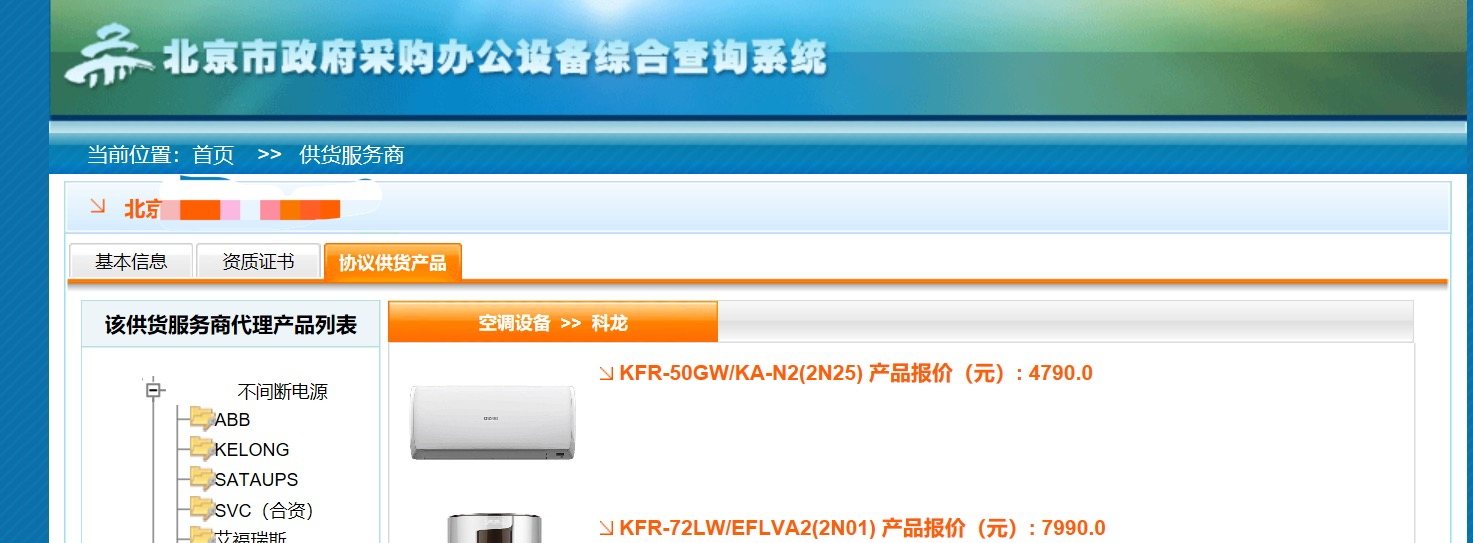 北京市政府采购办公设备综合查询系统
当前位置：首页 >> 供货服务商
北京
基本信息 资质证书 协议供货产品
该供货服务商代理产品列表
空调设备 >> 科龙
不间断电源
ABB
KELONG
SATAUPS
SVC（合资）
艾福瑞斯
KFR-50GW/KA-N2(2N25) 产品报价（元）: 4790.0
KFR-72LW/EFLVA2(2N01) 产品报价（元）: 7990.0